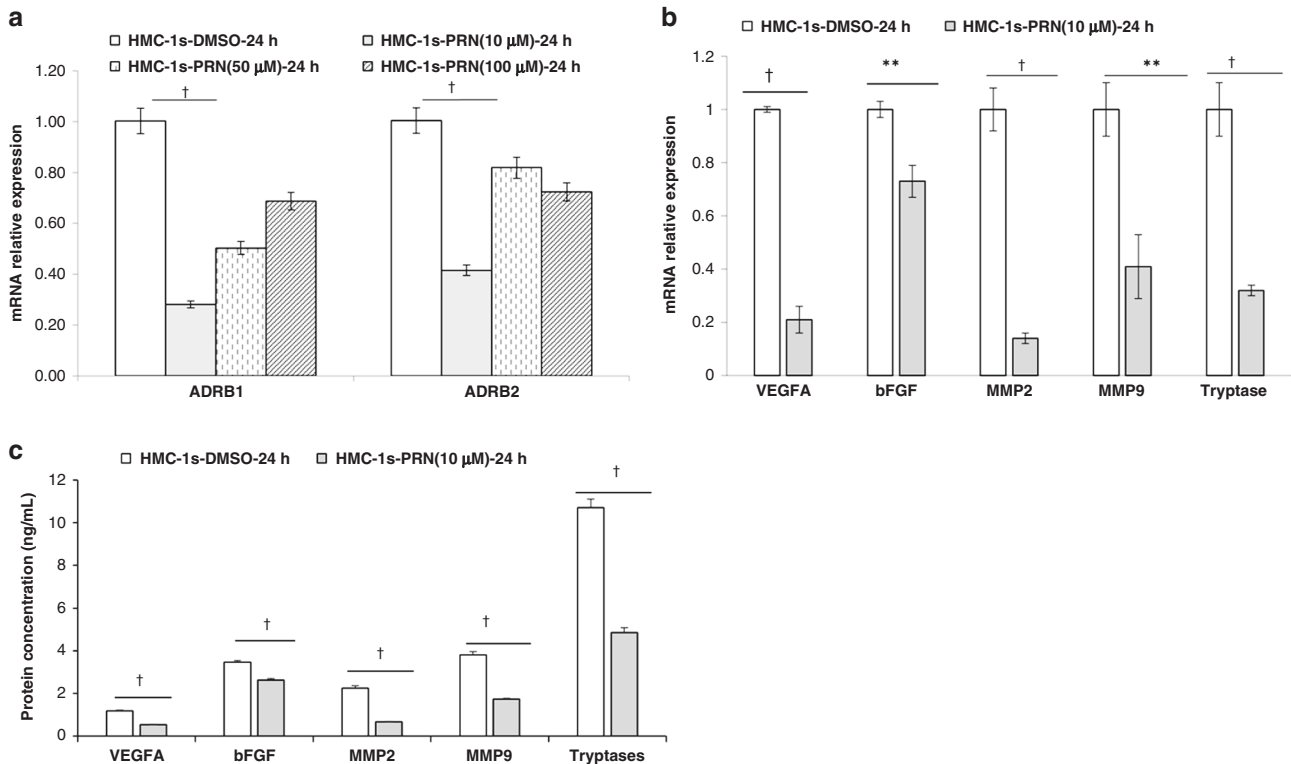 a
HMC-1s-DMSO-24 h HMC-1s-PRN(10 μM)-24 h
HMC-1s-PRN(50 μM)-24 h HMC-1s-PRN(100 μM)-24 h
mRNA relative expression
1.20
1.00
0.80
0.60
0.40
0.20
0.00
† †
ADRB1 ADRB2
b
HMC-1s-DMSO-24 h HMC-1s-PRN(10 μM)-24 h
mRNA relative expression
1.2
1
0.8
0.6
0.4
0.2
0
† ** † ** †
VEGFA bFGF MMP2 MMP9 Tryptase
c
HMC-1s-DMSO-24 h HMC-1s-PRN(10 μM)-24 h
Protein concentration (ng/mL)
12
10
8
6
4
2
0
† † † † †
VEGFA bFGF MMP2 MMP9 Tryptases